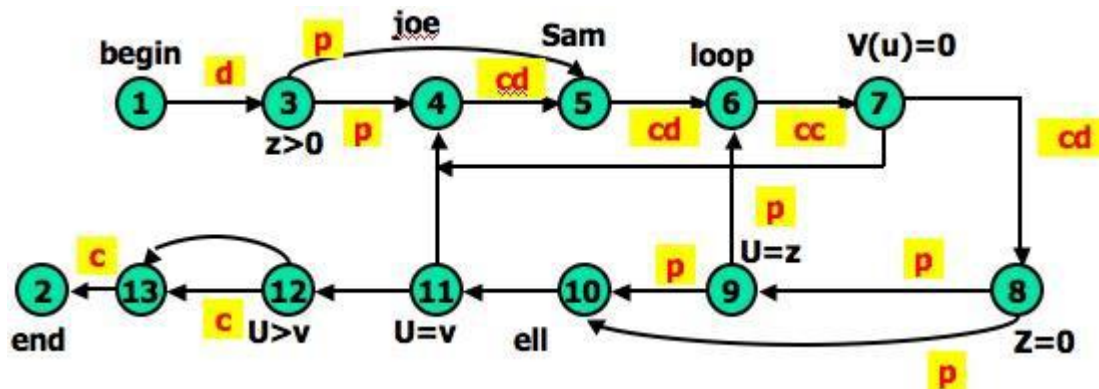 joe
begin p Sam loop V(u)=0
d cd
1 3 4 5 6 7
z>0 p cd cc cd
p
U=z
c p p
2 13 12 11 10 9 8
end c U>v U=v ell Z=0
p